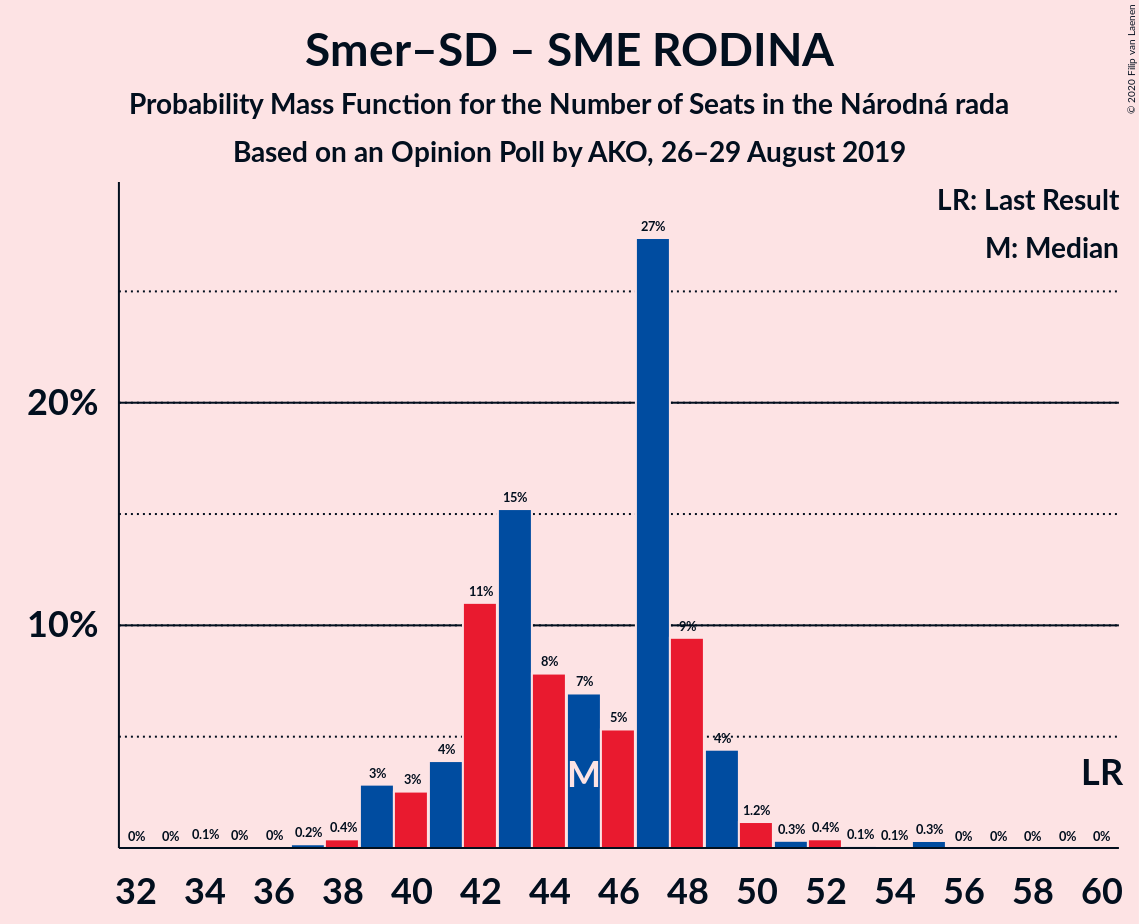 Smer–SD – SME RODINA
Probability Mass Function for the Number of Seats in the Národná rada
Based on an Opinion Poll by AKO, 26–29 August 2019
© 2020 Filip van Laenen
LR: Last Result
M: Median
20%
10%
0% 0% 0.1% 0% 0% 0.2% 0.4% 3% 3% 4% 11% 15% 8% 7% 5% 27% 9% 4% 1.2% 0.3% 0.4% 0.1% 0.1% 0.3% 0% 0% 0% 0% 0%
M
LR
32 34 36 38 40 42 44 46 48 50 52 54 56 58 60